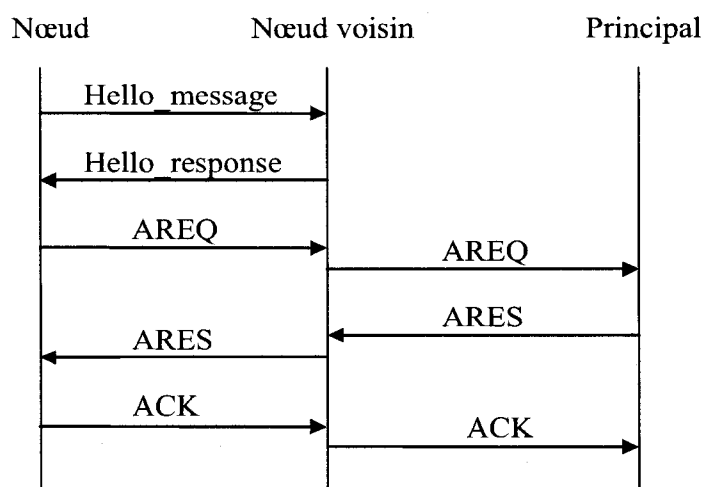 Nœud Nœud voisin Principal
Hello_message
Hello_response
AREQ
AREQ
ARES
ARES
ACK
ACK